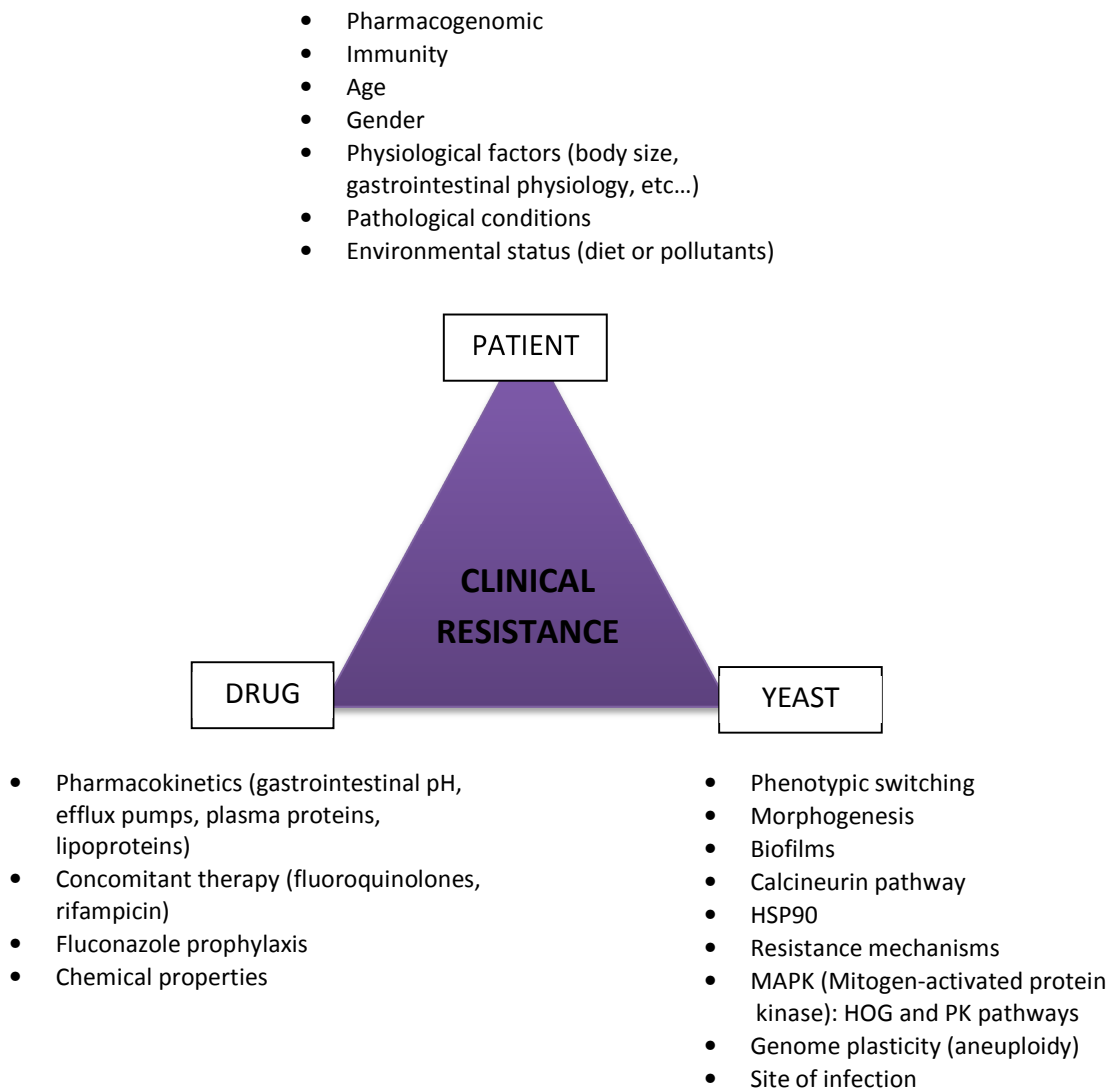 • Pharmacogenomic
• Immunity
• Age
• Gender
• Physiological factors (body size,
gastrointestinal physiology, etc…)
• Pathological conditions
• Environmental status (diet or pollutants)
PATIENT
CLINICAL
RESISTANCE
DRUG
YEAST
• Pharmacokinetics (gastrointestinal pH,
efflux pumps, plasma proteins,
lipoproteins)
• Concomitant therapy (fluoroquinolones,
rifampicin)
• Fluconazole prophylaxis
• Chemical properties
• Phenotypic switching
• Morphogenesis
• Biofilms
• Calcineurin pathway
• HSP90
• Resistance mechanisms
• MAPK (Mitogen-activated protein
kinase): HOG and PK pathways
• Genome plasticity (aneuploidy)
• Site of infection